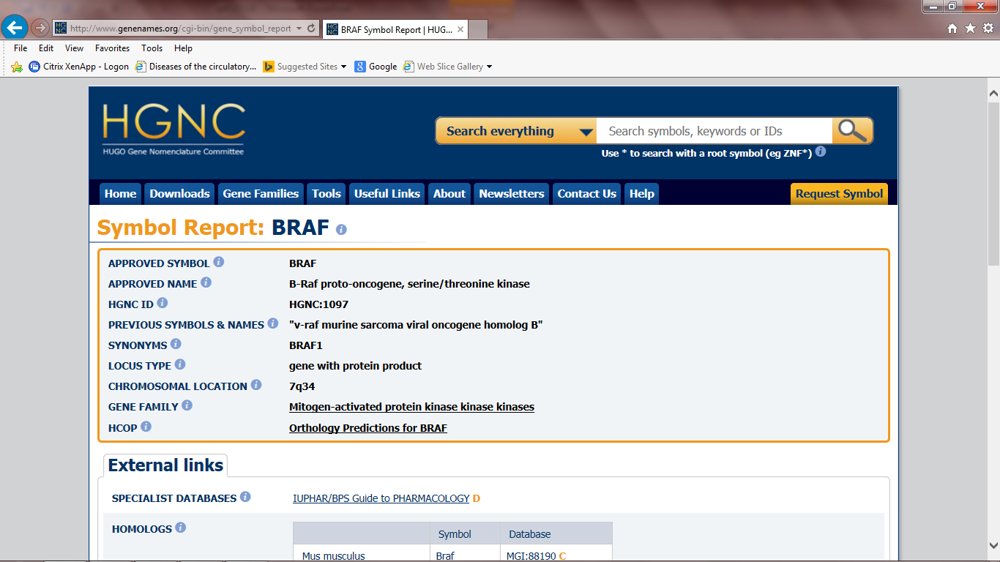 http://www.genenames.org/cgi-bin/gene_symbol_report
BRAF Symbol Report | HUG...
File Edit View Favorites Tools Help
Citrix XenApp - Logon Diseases of the circulatory... Suggested Sites Google Web Slice Gallery
HGNC
HUGO Gene Nomenclature Committee
Search everything Search symbols, keywords or IDs
Use * to search with a root symbol (eg ZNF*)
Home Downloads Gene Families Tools Useful Links About Newsletters Contact Us Help Request Symbol
Symbol Report: BRAF
APPROVED SYMBOL BRAF
APPROVED NAME B-Raf proto-oncogene, serine/threonine kinase
HGNC ID HGNC:1097
PREVIOUS SYMBOLS & NAMES "v-raf murine sarcoma viral oncogene homolog B"
SYNONYMS BRAF1
LOCUS TYPE gene with protein product
CHROMOSOMAL LOCATION 7q34
GENE FAMILY Mitogen-activated protein kinase kinase kinases
HCOP Orthology Predictions for BRAF
External links
SPECIALIST DATABASES IUPHAR/BPS Guide to PHARMACOLOGY D
HOMOLOGS Symbol Database
Mus musculus Braf MGI:88190 C